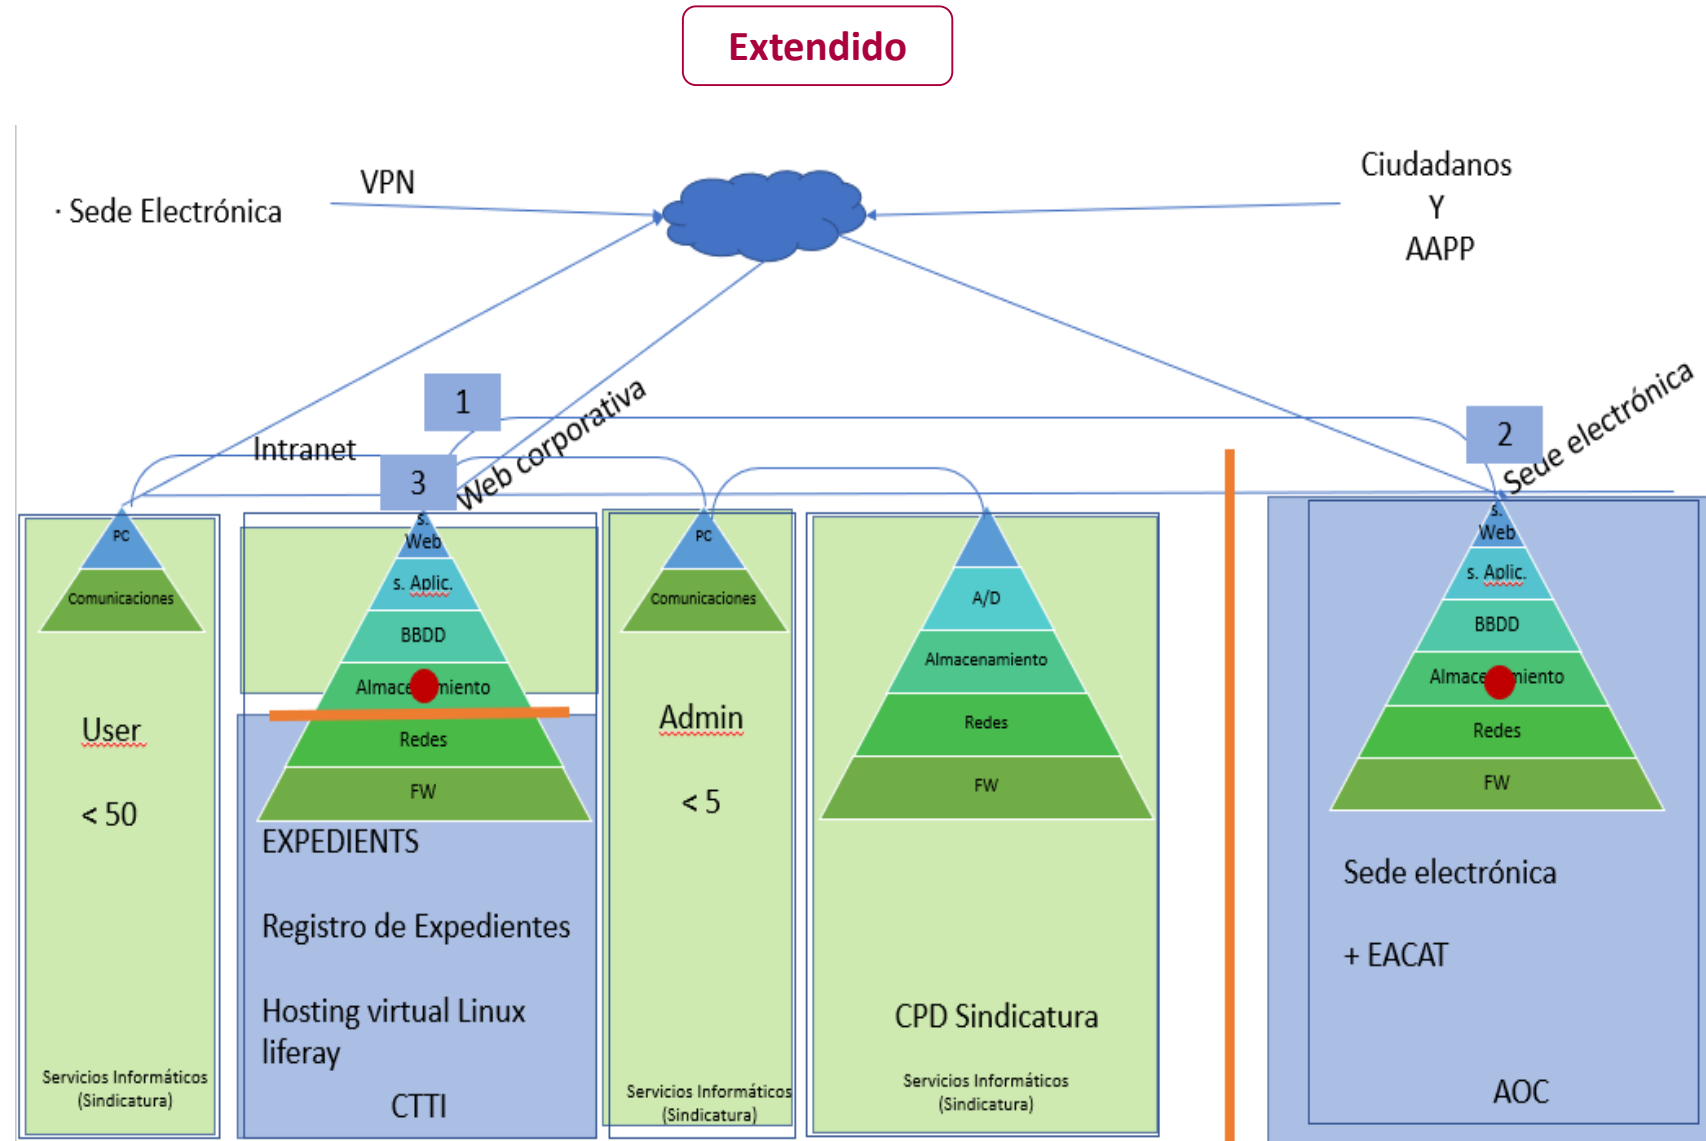 Extendido
VPN
· Sede Electrónica
Ciudadanos
Y
AAPP
1
2
3
Intranet
Web corporativa
Sede electrónica
PC
Comunicaciones
User
< 50
Servicios Informáticos
(Sindicatura)
s.
Web
s. Aplic.
BBDD
Almacenamiento
Redes
FW
EXPEDIENTS
Registro de Expedientes
Hosting virtual Linux
liferay
CTTI
PC
Comunicaciones
Admin
< 5
Servicios Informáticos
(Sindicatura)
A/D
Almacenamiento
Redes
FW
CPD Sindicatura
Servicios Informáticos
(Sindicatura)
s.
Web
s. Aplic.
BBDD
Almacenamiento
Redes
FW
Sede electrónica
+ EACAT
AOC